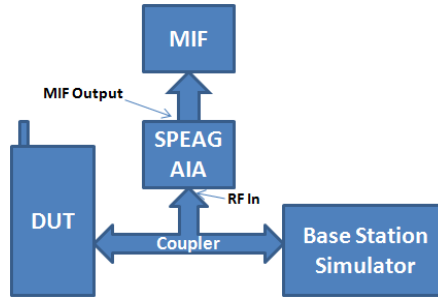 MIF
MIF Output
SPEAG
AIA
RF In
DUT
Coupler
Base Station
Simulator